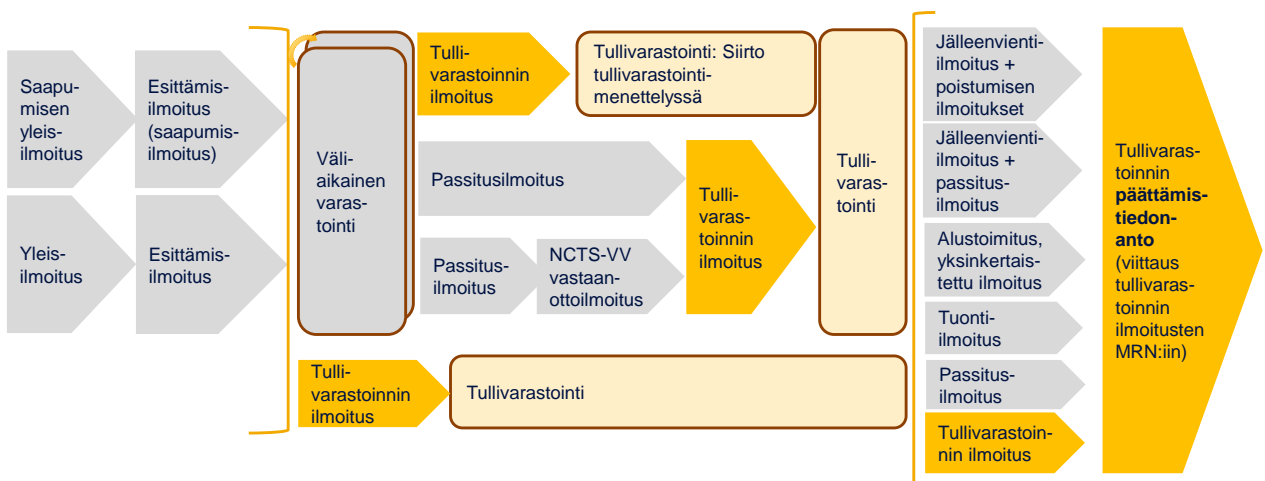 Saapu-
misen
yleis-
ilmoitus
Esittämis-
ilmoitus
(saapumis-
ilmoitus)
Yleis-
ilmoitus
Esittämis-
ilmoitus
Väli-
aikainen
varas-
tointi
Tulli-
varastoinnin
ilmoitus
Tullivarastointi: Siirto
tullivarastointi-
menettelyssä
Passitusilmoitus
Passitus-
ilmoitus
NCTS-VV
vastaan-
ottoilmoitus
Tulli-
varas-
toinnin
ilmoitus
Tulli-
varas-
tointi
Tulli-
varastoinnin
ilmoitus
Tullivarastointi
Jälleenvienti-
ilmoitus +
poistumisen
ilmoitukset
Jälleenvienti-
ilmoitus +
passitus-
ilmoitus
Alustoimitus,
yksinkertais-
tettu ilmoitus
Tuonti-
ilmoitus
Passitus-
ilmoitus
Tullivarastoin-
nin ilmoitus
Tullivaras-
toinnin
päättämis-
tiedon-
anto
(viittaus
tullivaras-
toinnin
ilmoitusten
MRN:iin)